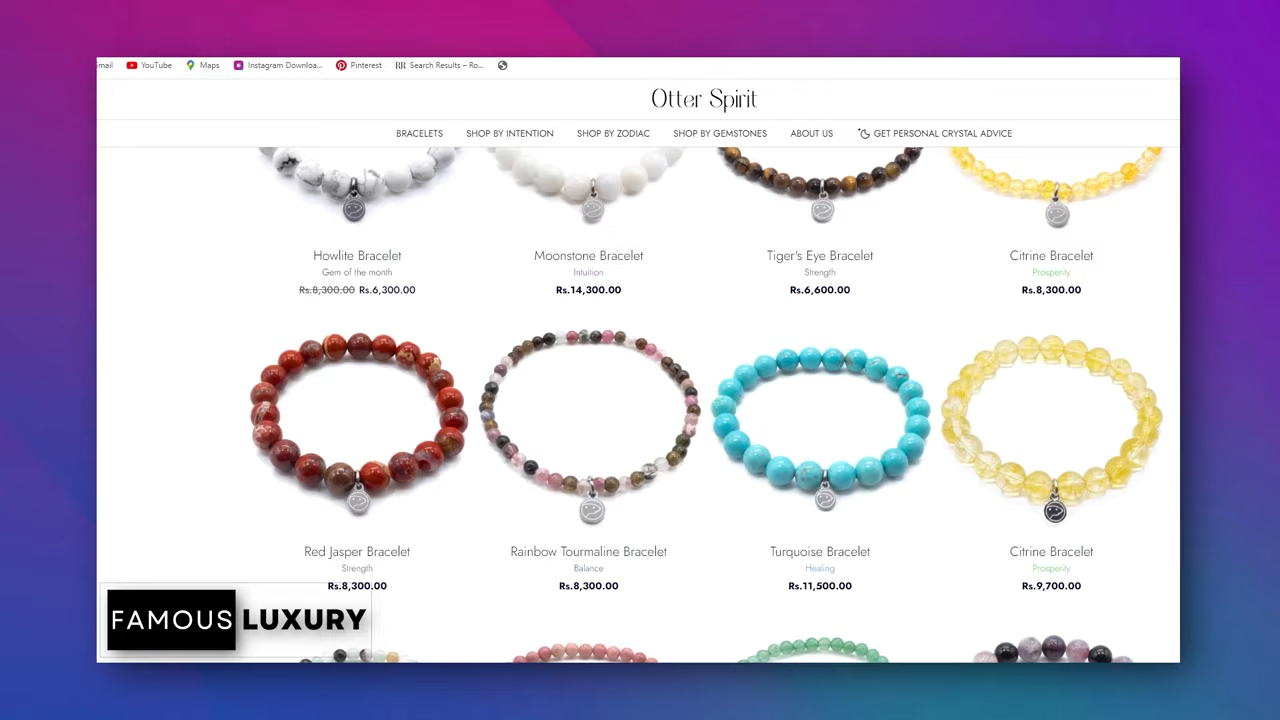 YouTube Maps Instagram Downloa... Pinterest RR Search Results – Ro...
Otter Spirit
BRACELETS SHOP BY INTENTION SHOP BY ZODIAC SHOP BY GEMSTONES ABOUT US GET PERSONAL CRYSTAL ADVICE
Howlite Bracelet
Gem of the month
Rs.8,300.00 Rs.6,300.00
Moonstone Bracelet
Intuition
Rs.14,300.00
Tiger's Eye Bracelet
Strength
Rs.6,600.00
Citrine Bracelet
Prosperity
Rs.8,300.00
Red Jasper Bracelet
Strength
Rs.8,300.00
Rainbow Tourmaline Bracelet
Balance
Rs.8,300.00
Turquoise Bracelet
Healing
Rs.11,500.00
Citrine Bracelet
Prosperity
Rs.9,700.00
FAMOUS LUXURY